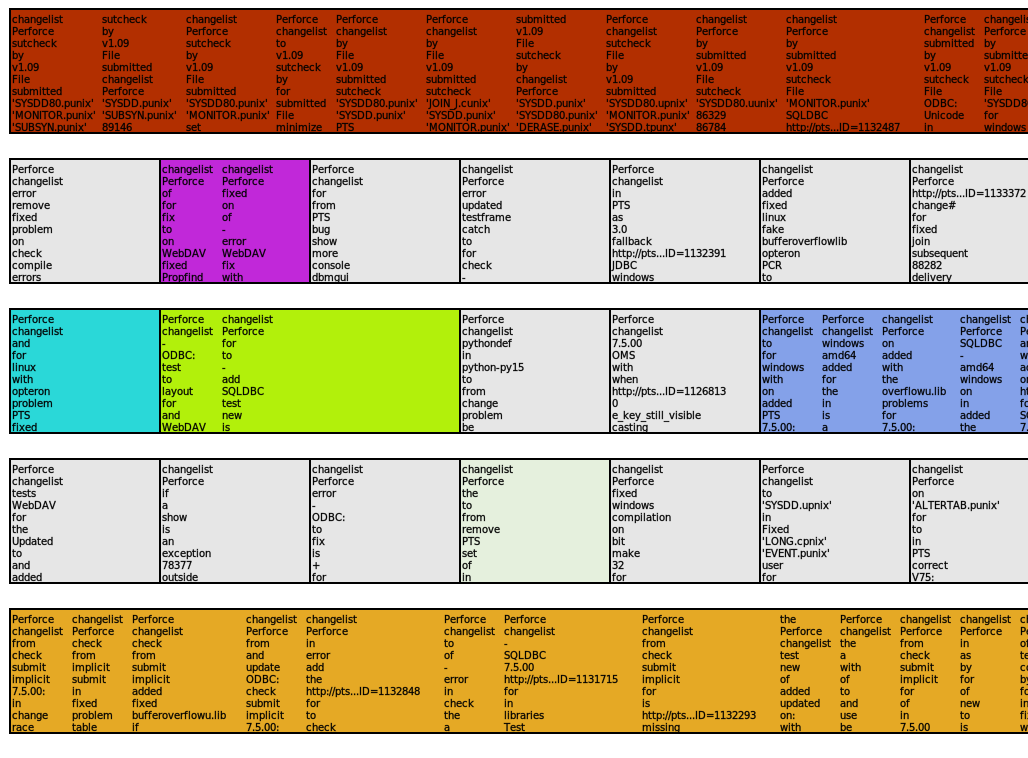 changelist
Perforce
sutcheck
by
v1.09
File
submitted
'SYSDD80.punix'
'MONITOR.punix'
'SUBSYN.punix'
sutcheck
by
v1.09
File
submitted
changelist
Perforce
'SYSDD.punix'
'SUBSYN.punix'
89146
changelist
Perforce
sutcheck
by
v1.09
File
submitted
'SYSDD80.punix'
'MONITOR.punix'
set
Perforce
changelist
to
v1.09
sutcheck
by
for
submitted
File
minimize
Perforce
changelist
by
File
v1.09
submitted
sutcheck
'SYSDD80.punix'
'SYSDD.punix'
PTS
Perforce
changelist
by
File
v1.09
submitted
sutcheck
'JOIN_J.cunix'
'SYSDD.punix'
'MONITOR.punix'
submitted
v1.09
File
sutcheck
by
changelist
Perforce
'SYSDD.punix'
'SYSDD80.punix'
'DERASE.punix'
Perforce
changelist
sutcheck
File
by
v1.09
submitted
'SYSDD80.upnix'
'MONITOR.punix'
'SYSDD.tpunix'
changelist
Perforce
by
submitted
v1.09
File
sutcheck
'SYSDD80.uunix'
86329
86784
changelist
Perforce
by
submitted
v1.09
File
sutcheck
'MONITOR.punix'
SQLDBC
http://pts...ID=1132487
Perforce
changelist
submitted
by
v1.09
sutcheck
File
ODBC:
Unicode
in
Perforce
by
v1.09
File
for
windows
Perforce
changelist
error
remove
fixed
problem
on
check
compile
errors
changelist
Perforce
of
for
fix
to
on
WebDAV
fixed
Propfind
changelist
Perforce
fixed
on
of
-
error
WebDAV
fix
with
Perforce
changelist
for
from
PTS
bug
show
more
console
dbmgui
changelist
Perforce
error
in
updated
testframe
catch
to
for
check
-
Perforce
changelist
in
PTS
as
3.0
fallback
http://pts...ID=1132391
JDBC
windows
Perforce
changelist
added
fixed
linux
fake
bufferoverflowlib
opteron
PCR
to
changelist
Perforce
http://pts...ID=1133372
change#
for
fixed
join
subsequent
88282
delivery
Perforce
changelist
and
for
linux
with
opteron
problem
PTS
fixed
Perforce
changelist
-
ODBC:
test
to
layout
for
and
WebDAV
changelist
Perforce
for
to
-
add
SQLDBC
test
new
is
Perforce
changelist
pythondef
in
python-py15
to
from
change
problem
be
Perforce
changelist
7.5.00
OMS
with
when
http://pts...ID=1126813
0
e_key_still_visible
casting
Perforce
changelist
to
for
windows
with
on
added
PTS
7.5.00:
Perforce
changelist
windows
amd64
added
for
the
in
is
a
changelist
Perforce
on
added
with
the
overflowu.lib
problems
for
7.5.00:
changelist
Perforce
SQLDBC
-
amd64
windows
on
in
added
the
Perforce
changelist
tests
WebDAV
for
the
Updated
to
and
added
changelist
Perforce
if
a
show
is
an
exception
78377
outside
Perforce
changelist
error
-
ODBC:
fix
is
+
for
changelist
Perforce
the
to
from
remove
PTS
set
of
in
changelist
Perforce
fixed
windows
compilation
on
bit
make
32
for
Perforce
changelist
to
'SYSDD.upnix'
in
Fixed
'LONG.cpnix'
'EVENT.punix'
user
for
changelist
Perforce
on
'ALTERTAB.punix'
for
to
in
PTS
correct
V75:
Perforce
changelist
from
check
submit
implicit
7.5.00:
in
change
race
changelist
Perforce
check
from
implicit
submit
in
fixed
problem
table
Perforce
changelist
check
from
submit
implicit
added
fixed
bufferoverflowu.lib
if
changelist
Perforce
from
and
update
ODBC:
check
submit
implicit
7.5.00:
Perforce
changelist
in
error
add
the
http://pts...ID=1132848
for
to
check
Perforce
changelist
to
of
-
error
in
check
the
a
Perforce
changelist
-
SQLDBC
7.5.00
http://pts...ID=1131715
for
in
libraries
Test
Perforce
changelist
from
check
submit
implicit
for
is
http://pts...ID=1132293
missing
the
Perforce
changelist
test
new
of
added
updated
on:
with
changelist
Perforce
the
a
with
of
to
and
use
be
Perforce
changelist
from
check
submit
implicit
for
of
in
7.5.00
changelist
Perforce
in
as
by
for
of
new
to
is